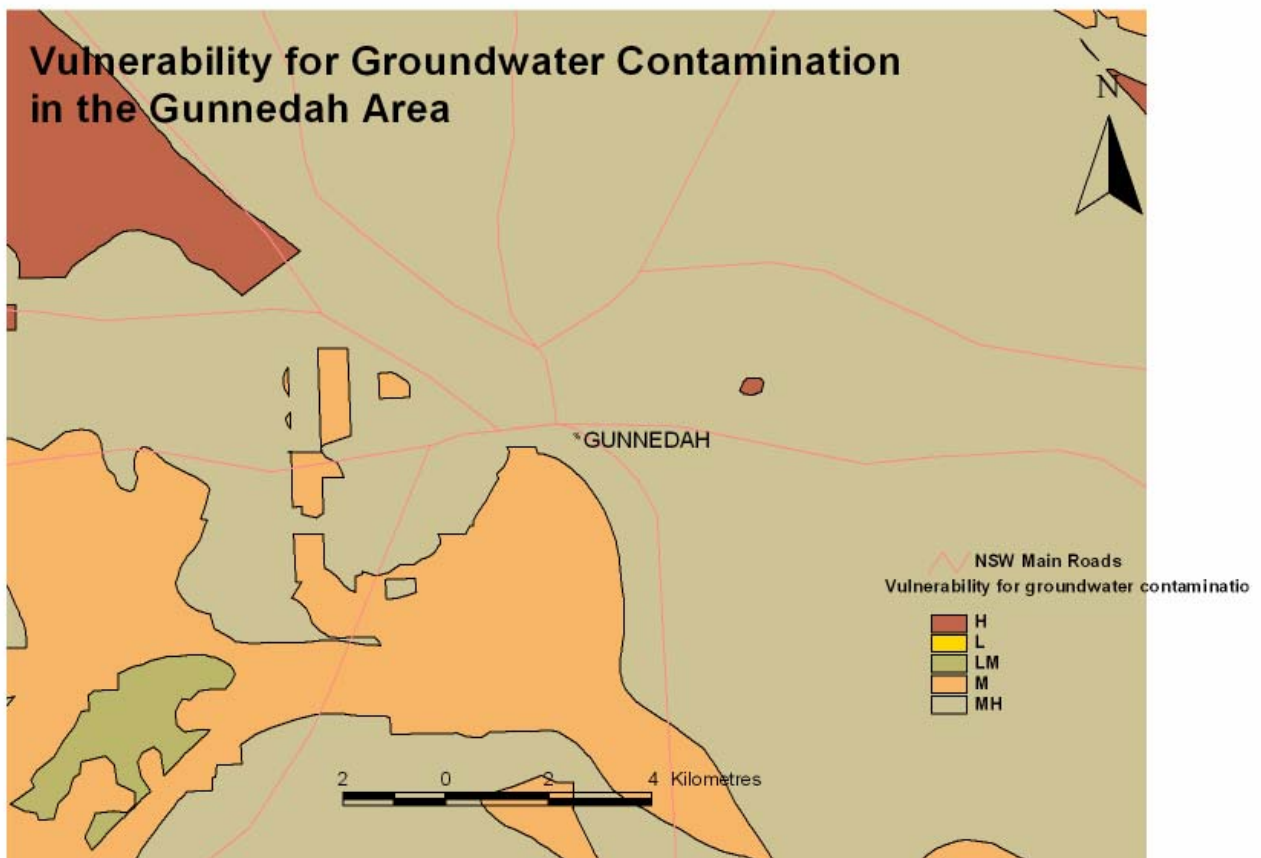 Vulnerability for Groundwater Contamination
in the Gunnedah Area
N
GUNNEDAH
NSW Main Roads
Vulnerability for groundwater contaminatio
H
L
LM
M
MH
2 0 2 4 Kilometres